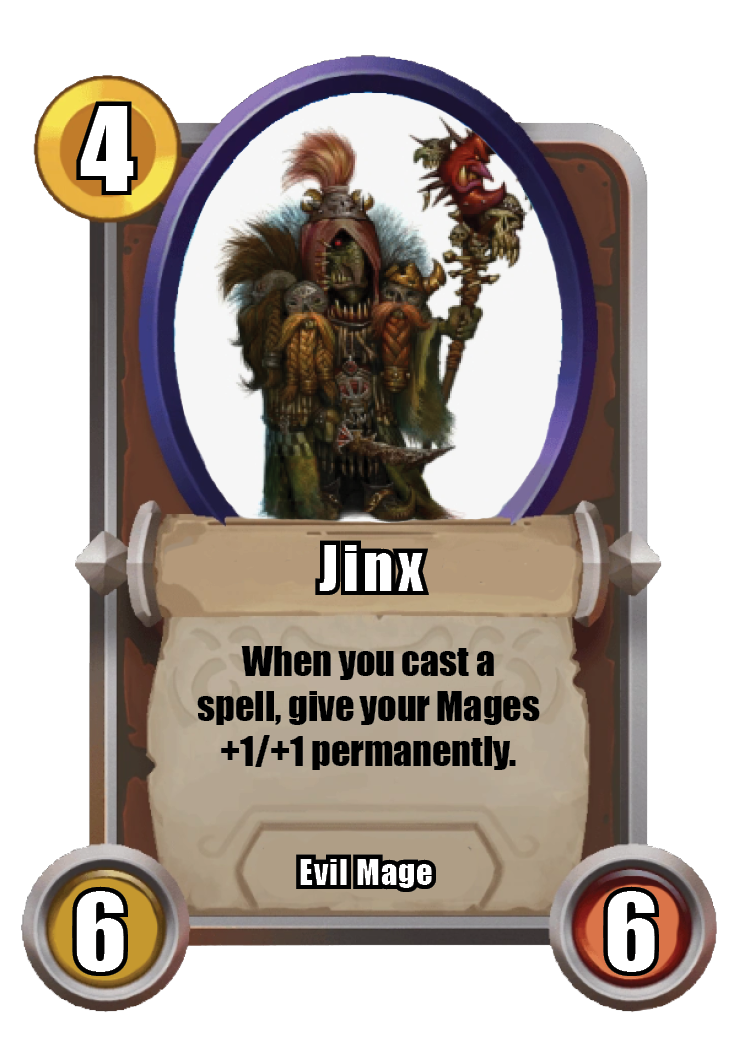 4
Jinx
When you cast a
spell, give your Mages
+1/+1 permanently.
Evil Mage
6
6